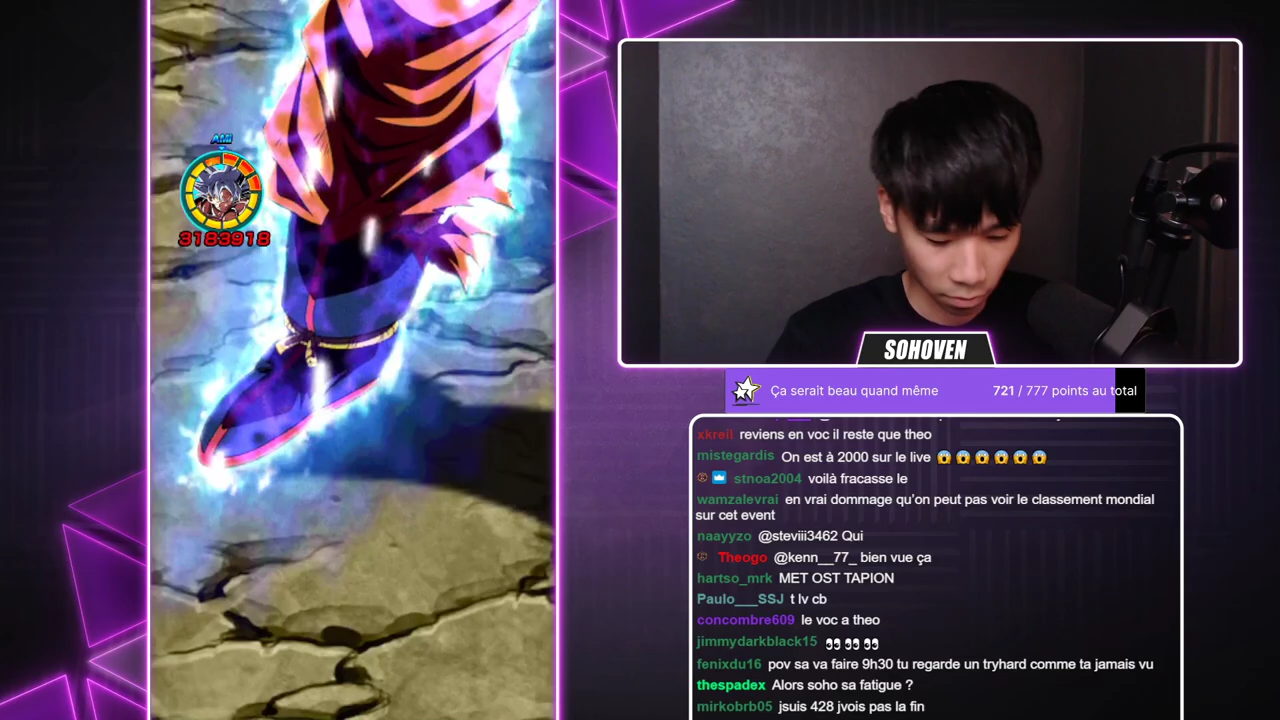 AMI
3183918
SOHOVEN
Ça serait beau quand même 721 / 777 points au total
xkreil reviens en voc il reste que theo
mistegardis On est à 2000 sur le live 😱 😱 😱 😱 😱 😱
stnoa2004 voilà fracasse le
wamzalevrai en vrai dommage qu'on peut pas voir le classement mondial
sur cet event
naayyzo @steviii3462 Qui
Theogo @kenn__77_ bien vue ça
hartso_mrk MET OST TAPION
Paulo___SSJ t lv cb
concombre609 le voc a theo
jimmydarkblack15 👀 👀 👀
fenixdu16 pov sa va faire 9h30 tu regarde un tryhard comme ta jamais vu
thespadex Alors soho sa fatigue ?
mirkobrb05 jsuis 428 jvois pas la fin